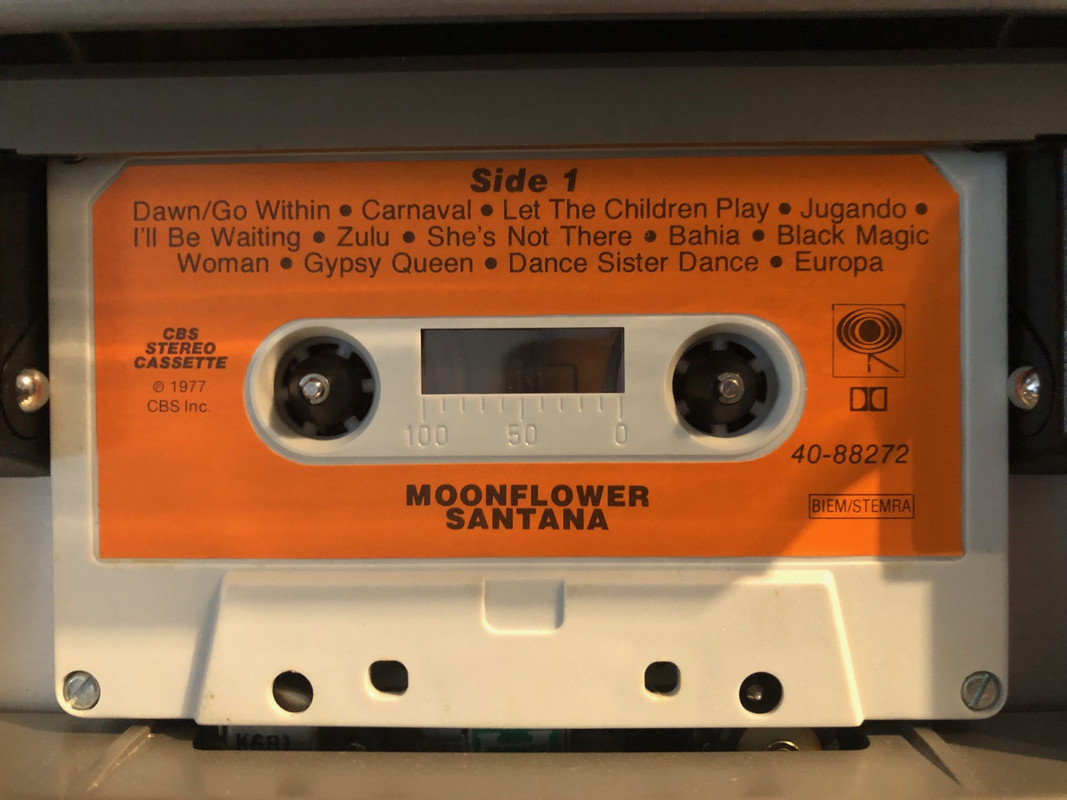 Side 1
Dawn/Go Within • Carnaval • Let The Children Play • Jugando •
I'll Be Waiting • Zulu • She's Not There • Bahia • Black Magic
Woman • Gypsy Queen • Dance Sister Dance • Europa
CBS
STEREO
CASSETTE
℗ 1977
CBS Inc.
100 50 0
40-88272
BIEM/STEMRA
MOONFLOWER
SANTANA